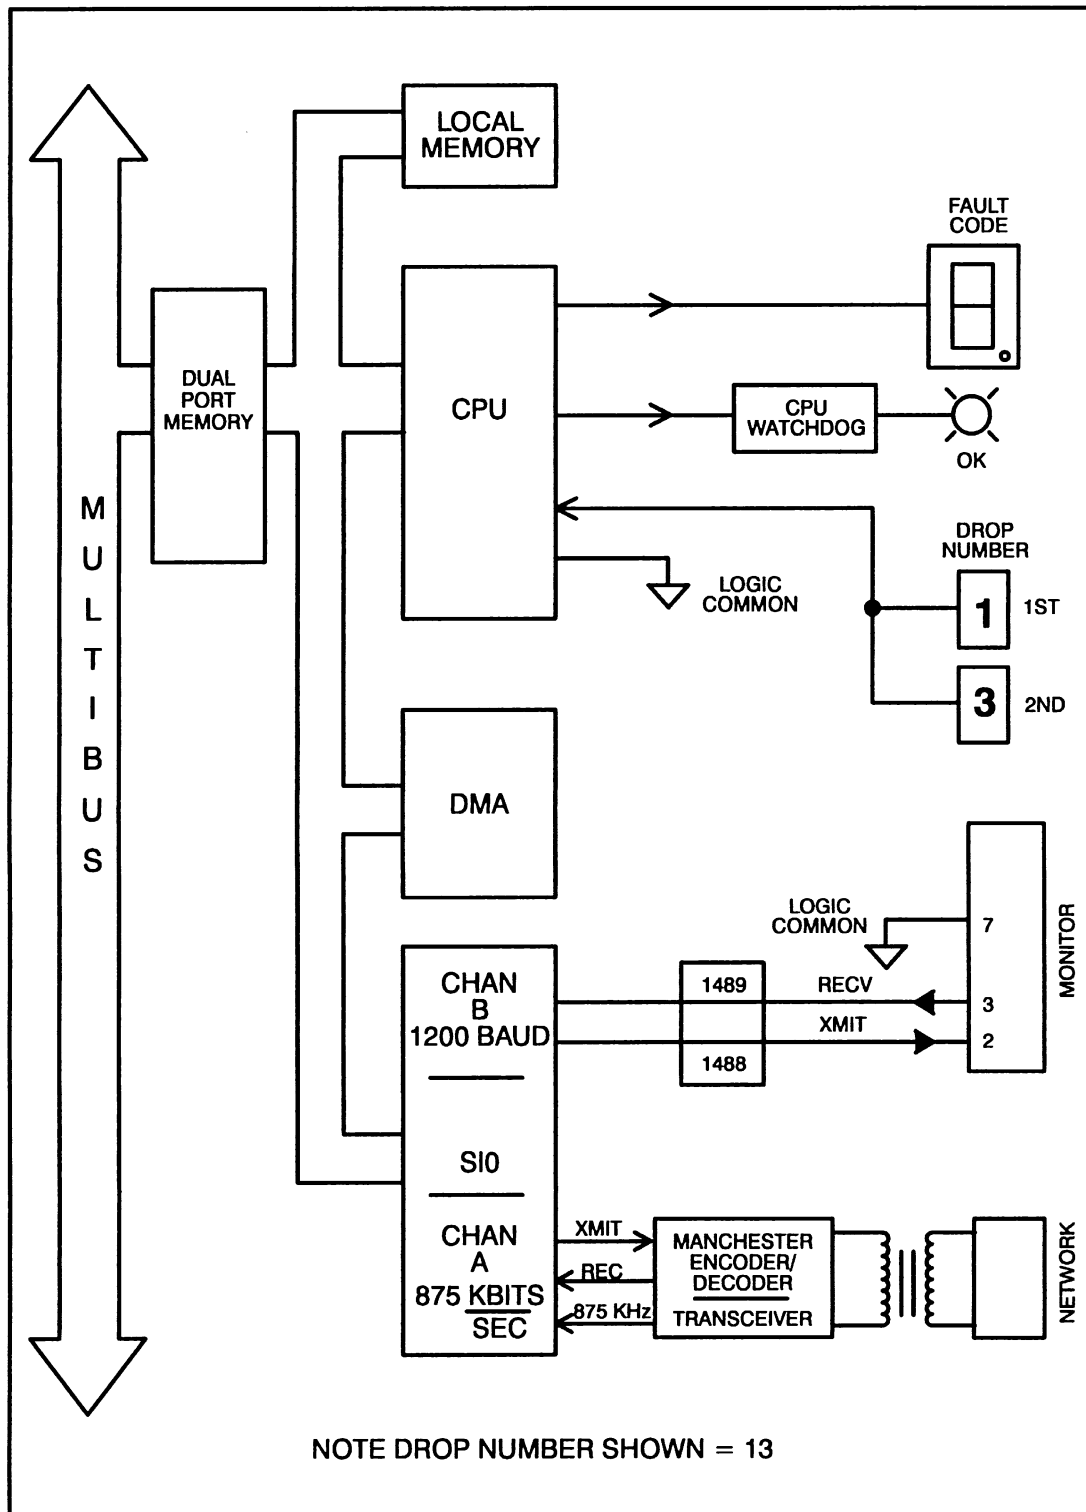 LOCAL
MEMORY
FAULT
CODE
DUAL
PORT
MEMORY
CPU
CPU
WATCHDOG
OK
MULTIBUS
DROP
NUMBER
LOGIC
COMMON
1
1ST
3
2ND
DMA
LOGIC
COMMON
7
MONITOR
CHAN
B
1200 BAUD
1489
RECV
3
XMIT
2
1488
SI0
CHAN
A
875 KBITS
SEC
XMIT
REC
875 KHz
MANCHESTER
ENCODER/
DECODER
TRANSCEIVER
NETWORK
NOTE DROP NUMBER SHOWN = 13